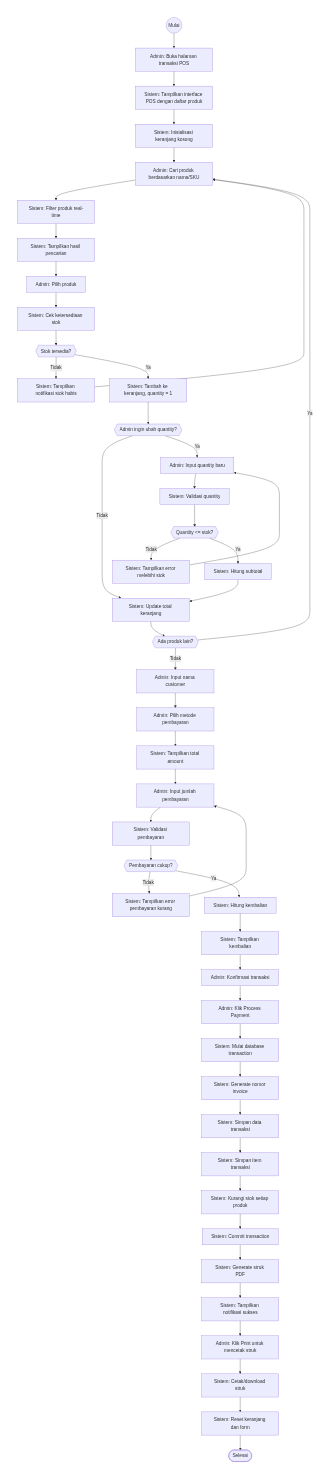 Mulai
Admin: Buka halaman
transaksi POS
Sistem: Tampilkan interface
POS dengan daftar produk
Sistem: Inisialisasi
keranjang kosong
Admin: Cari produk
berdasarkan nama/SKU
Sistem: Filter produk real-
time
Sistem: Tampilkan hasil
pencarian
Admin: Pilih produk
Sistem: Cek ketersediaan
stok
Stok tersedia?
Tidak
Ya
Sistem: Tampilkan
notifikasi stok habis
Sistem: Tambah ke
keranjang, quantity = 1
Ya
Admin ingin ubah quantity?
Ya
Admin: Input quantity baru
Sistem: Validasi quantity
Tidak
Quantity <= stok?
Tidak
Ya
Sistem: Tampilkan error
melebihi stok
Sistem: Hitung subtotal
Sistem: Update total
keranjang
Ada produk lain?
Tidak
Admin: Input nama
customer
Admin: Pilih metode
pembayaran
Sistem: Tampilkan total
amount
Admin: Input jumlah
pembayaran
Sistem: Validasi
pembayaran
Pembayaran cukup?
Tidak
Ya
Sistem: Tampilkan error
pembayaran kurang
Sistem: Hitung kembalian
Sistem: Tampilkan
kembalian
Admin: Konfirmasi transaksi
Admin: Klik Process
Payment
Sistem: Mulai database
transaction
Sistem: Generate nomor
invoice
Sistem: Simpan data
transaksi
Sistem: Simpan item
transaksi
Sistem: Kurangi stok setiap
produk
Sistem: Commit transaction
Sistem: Generate struk
PDF
Sistem: Tampilkan
notifikasi sukses
Admin: Klik Print untuk
mencetak struk
Sistem: Cetak/download
struk
Sistem: Reset keranjang
dan form
Selesai